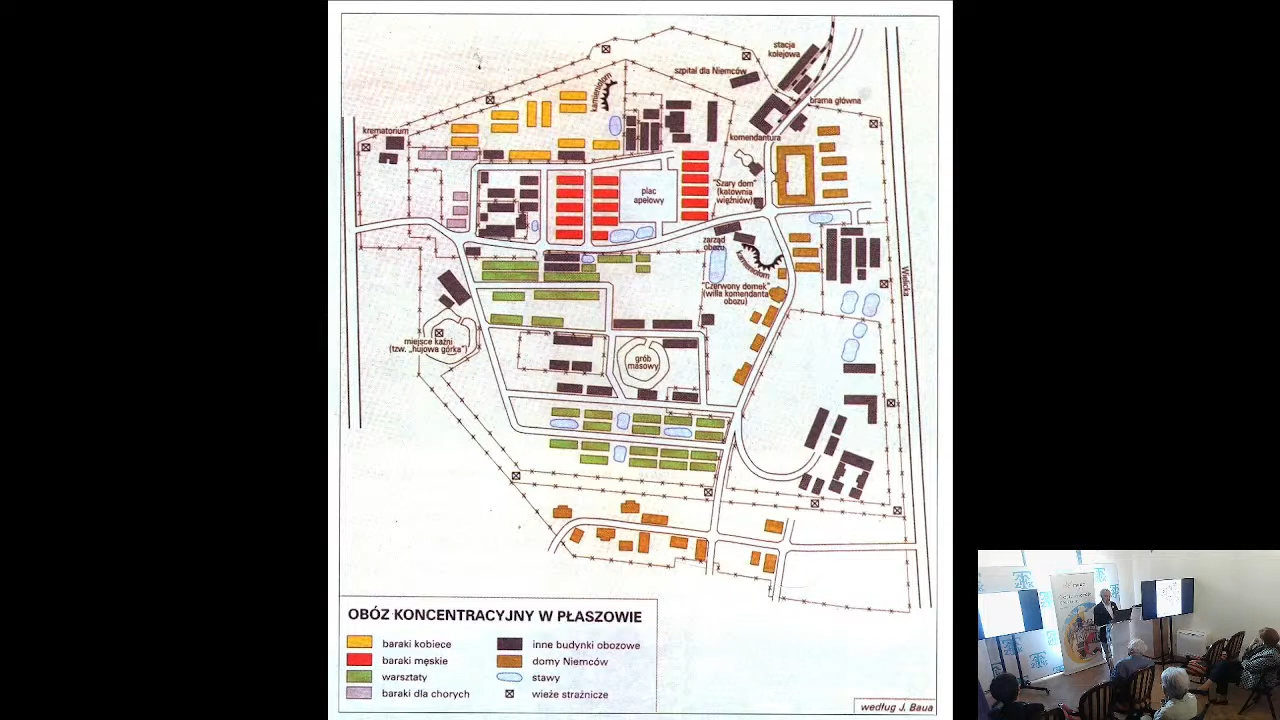 stacja
kolejowa
szpital dla Niemców
kamieniołom
brama główna
krematorium
komendantura
"Szary dom"
(katownia
więźniów)
plac
apelowy
zarząd
obozu
kamieniołom
"Czerwony domek"
(willa komendanta
obozu)
Wielicka
miejsce kaźni
(tzw. „hujowa górka")
grób
masowy
OBÓZ KONCENTRACYJNY W PŁASZOWIE
baraki kobiece
baraki męskie
warsztaty
baraki dla chorych
inne budynki obozowe
domy Niemców
stawy
wieże strażnicze
według J. Baua